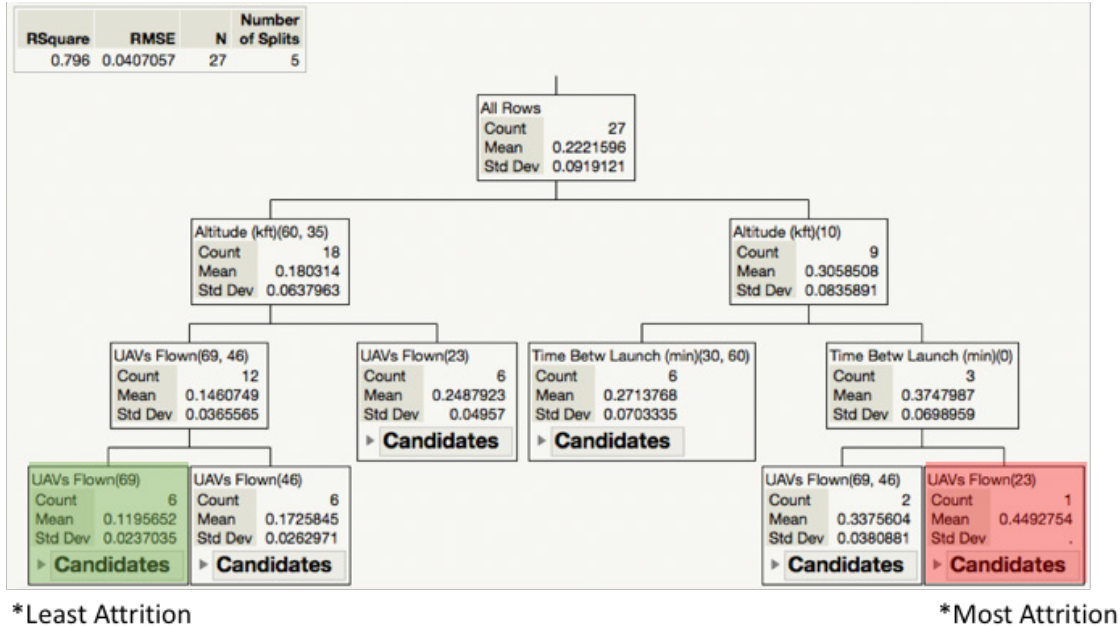 RSquare RMSE N Number of Splits
0.796 0.0407057 27 5
All Rows
Count 27
Mean 0.2221596
Std Dev 0.0919121
Altitude (kft)(60, 35)
Count 18
Mean 0.180314
Std Dev 0.0637963
Altitude (kft)(10)
Count 9
Mean 0.3058508
Std Dev 0.0835891
UAVs Flown(69, 46)
Count 12
Mean 0.1460749
Std Dev 0.0365565
UAVs Flown(23)
Count 6
Mean 0.2487923
Std Dev 0.04957
Candidates
Time Betw Launch (min)(30, 60)
Count 6
Mean 0.2713768
Std Dev 0.0703335
Candidates
Time Betw Launch (min)(0)
Count 3
Mean 0.3747987
Std Dev 0.0698959
UAVs Flown(69)
Count 6
Mean 0.1195652
Std Dev 0.0237035
Candidates
UAVs Flown(46)
Count 6
Mean 0.1725845
Std Dev 0.0262971
Candidates
UAVs Flown(69, 46)
Count 2
Mean 0.3375604
Std Dev 0.0380881
Candidates
UAVs Flown(23)
Count 1
Mean 0.4492754
Std Dev .
Candidates
*Least Attrition
*Most Attrition